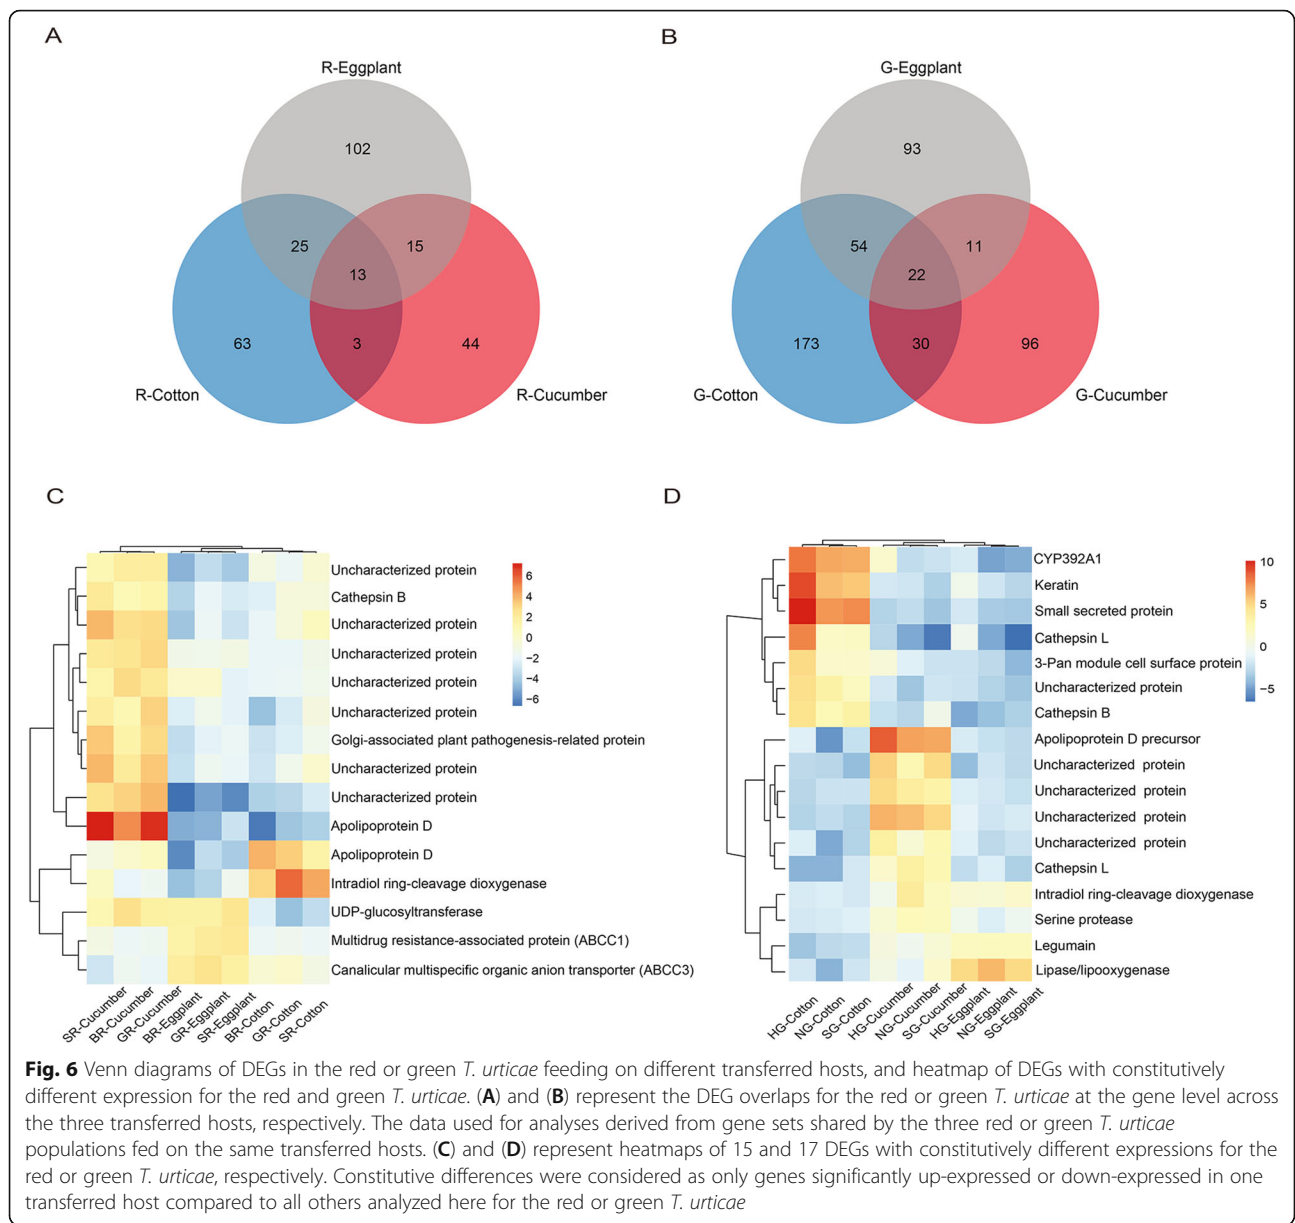 A
R-Eggplant
102
25
15
13
63
3
44
R-Cotton
R-Cucumber
B
G-Eggplant
93
54
11
22
173
30
96
G-Cotton
G-Cucumber
C
Uncharacterized protein
Cathepsin B
Uncharacterized protein
Uncharacterized protein
Uncharacterized protein
Uncharacterized protein
Golgi-associated plant pathogenesis-related protein
Uncharacterized protein
Uncharacterized protein
Apolipoprotein D
Apolipoprotein D
Intradiol ring-cleavage dioxygenase
UDP-glucosyltransferase
Multidrug resistance-associated protein (ABCC1)
Canalicular multispecific organic anion transporter (ABCC3)
6
4
2
0
−2
−4
−6
SR-Cucumber
BR-Cucumber
GR-Cucumber
BR-Eggplant
GR-Eggplant
SR-Eggplant
BR-Cotton
GR-Cotton
SR-Cotton
D
CYP392A1
Keratin
Small secreted protein
Cathepsin L
3-Pan module cell surface protein
Uncharacterized protein
Cathepsin B
Apolipoprotein D precursor
Uncharacterized protein
Uncharacterized protein
Uncharacterized protein
Uncharacterized protein
Cathepsin L
Intradiol ring-cleavage dioxygenase
Serine protease
Legumain
Lipase/lipooxygenase
10
5
0
−5
HG-Cotton
NG-Cotton
SG-Cotton
HG-Cucumber
NG-Cucumber
SG-Cucumber
HG-Eggplant
NG-Eggplant
SG-Eggplant
Fig. 6 Venn diagrams of DEGs in the red or green T. urticae feeding on different transferred hosts, and heatmap of DEGs with constitutively
different expression for the red and green T. urticae. (A) and (B) represent the DEG overlaps for the red or green T. urticae at the gene level across
the three transferred hosts, respectively. The data used for analyses derived from gene sets shared by the three red or green T. urticae
populations fed on the same transferred hosts. (C) and (D) represent heatmaps of 15 and 17 DEGs with constitutively different expressions for the
red or green T. urticae, respectively. Constitutive differences were considered as only genes significantly up-expressed or down-expressed in one
transferred host compared to all others analyzed here for the red or green T. urticae